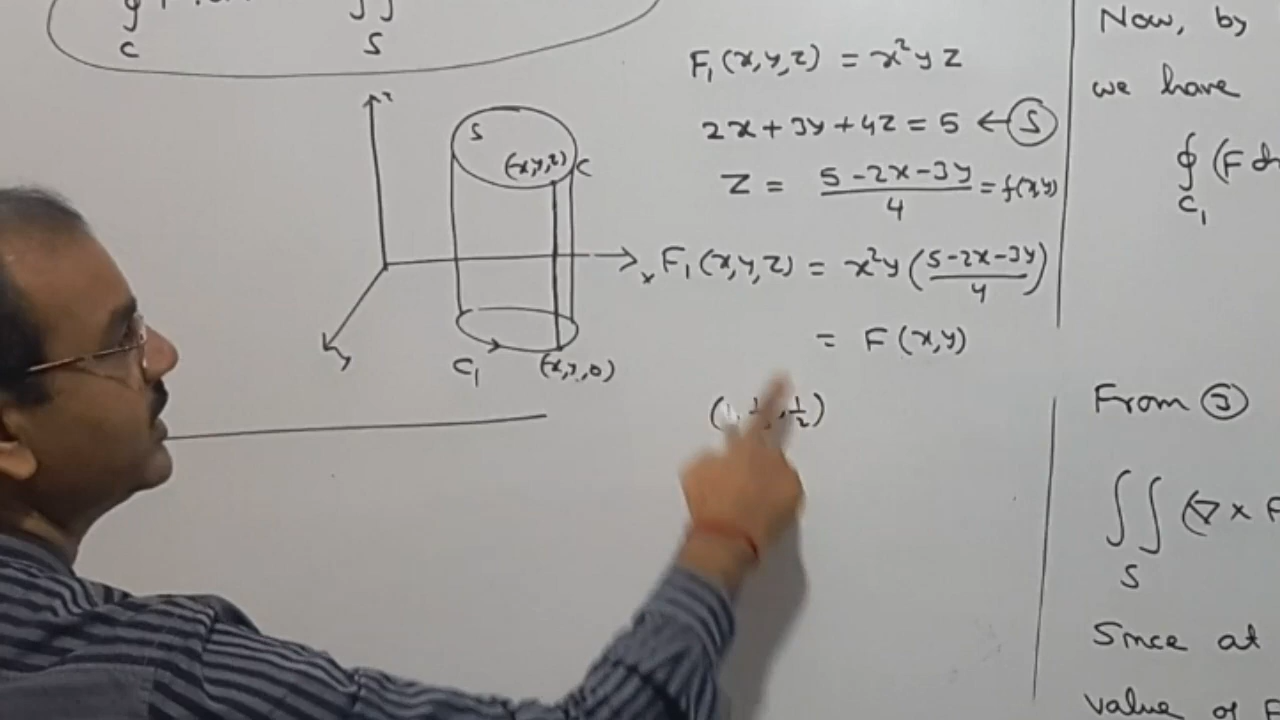 ∮
C
∬
S
z
S
(x,y,z)
C
x
y
C₁
(x,y,0)
F₁(x,y,z) = x²yz
2x+3y+4z = 5 ← Ⓢ
z = (5-2x-3y)/4 = f(x,y)
F₁(x,y,z) = x²y((5-2x-3y)/4)
= F(x,y)
Now, by
we have
∮ (F d
C₁
From ③
∬ (∇ × F
S
Since at
value of F